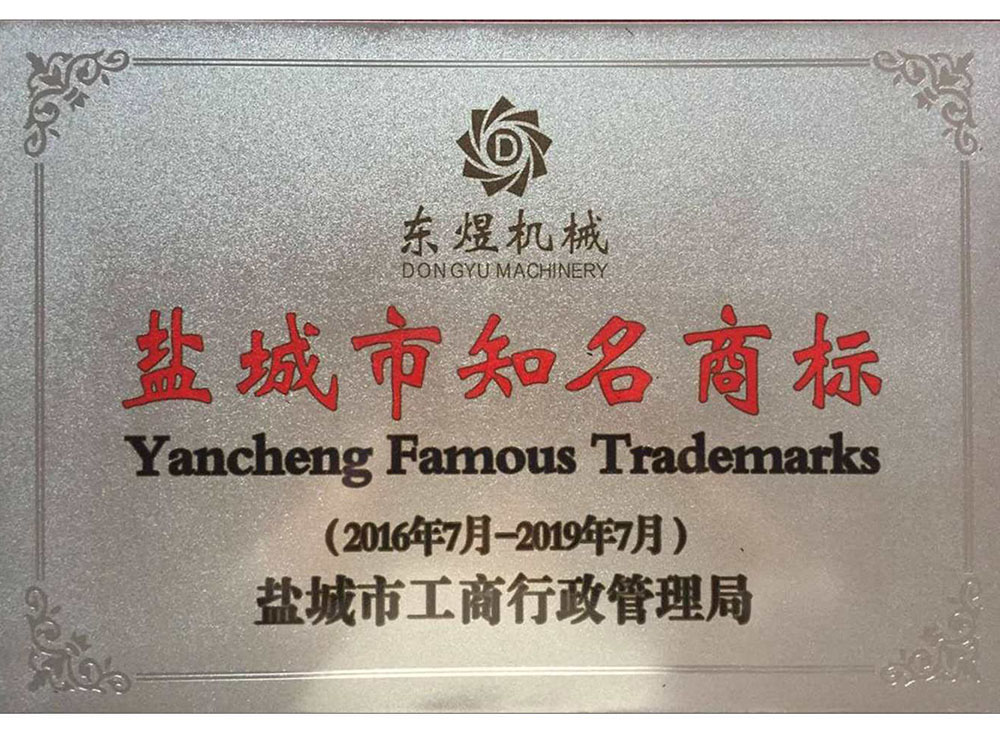 D
东煜机械
DONGYU MACHINERY
盐城市知名商标
Yancheng Famous Trademarks
（2016年7月-2019年7月）
盐城市工商行政管理局